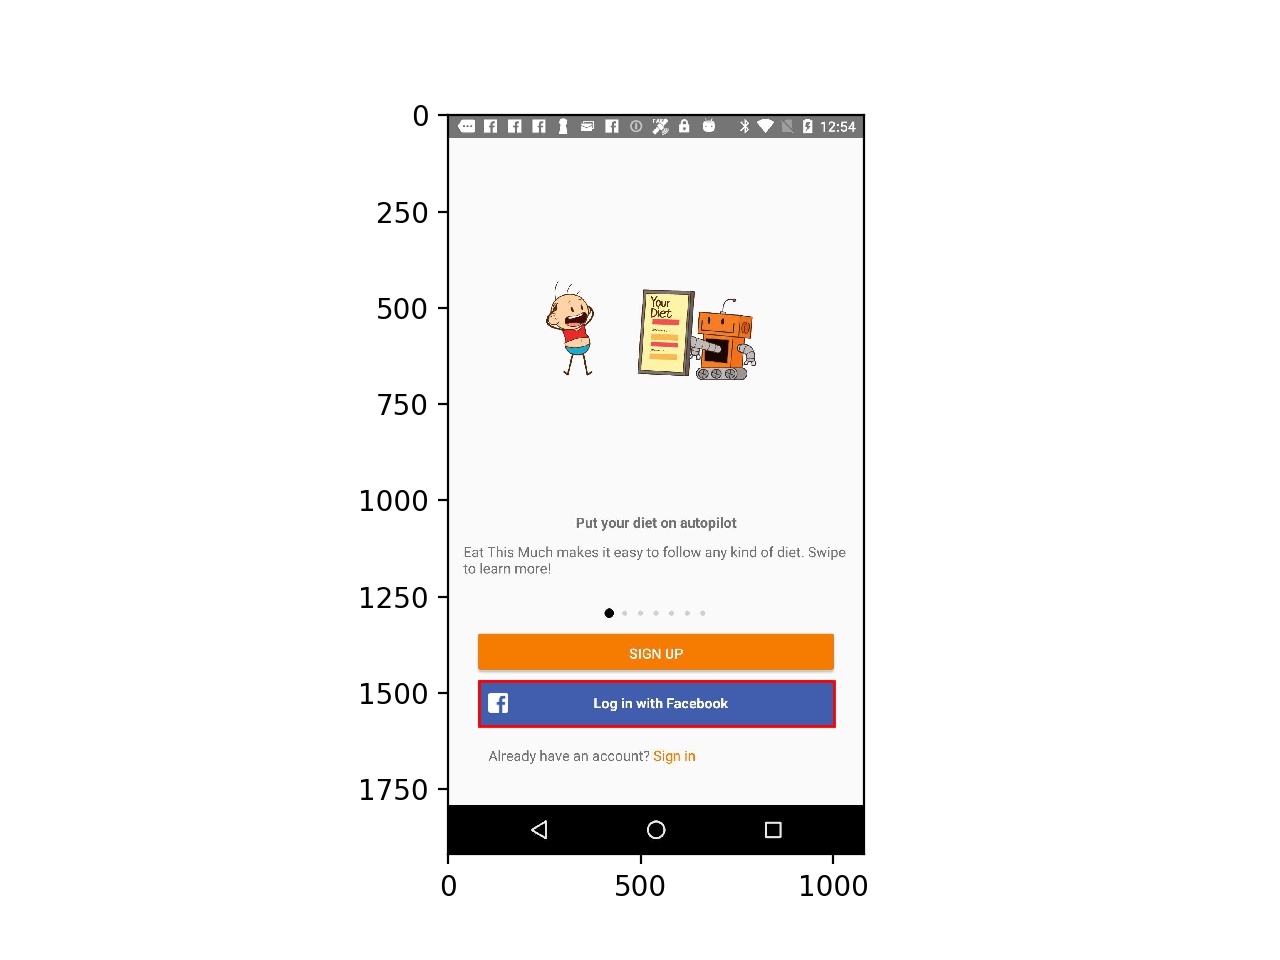 0
250
500
750
1000
1250
1500
1750
12:54
Your
Diet
Put your diet on autopilot
Eat This Much makes it easy to follow any kind of diet. Swipe
to learn more!
SIGN UP
Log in with Facebook
Already have an account? Sign in
0
500
1000